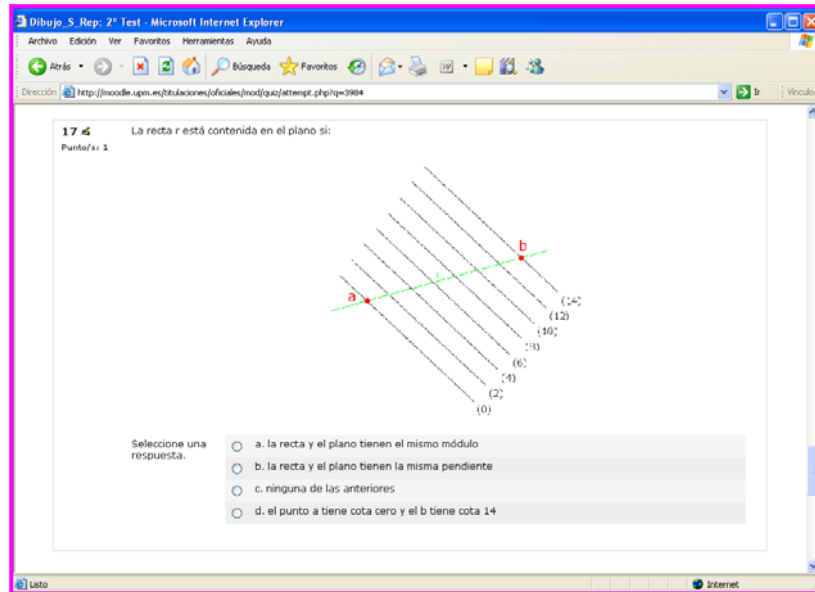 Dibujo_S_Rep: 2º Test - Microsoft Internet Explorer
Archivo Edición Ver Favoritos Herramientas Ayuda
Atrás Búsqueda Favoritos
Dirección http://moodle.upm.es/titulaciones/oficiales/mod/quiz/attempt.php?q=3984 Ir Vínculos
17 La recta r está contenida en el plano si:
Punto/s: 1
b
a
r
(14)
(12)
(10)
(8)
(6)
(4)
(2)
(0)
Seleccione una respuesta.
a. la recta y el plano tienen el mismo módulo
b. la recta y el plano tienen la misma pendiente
c. ninguna de las anteriores
d. el punto a tiene cota cero y el b tiene cota 14
Listo Internet